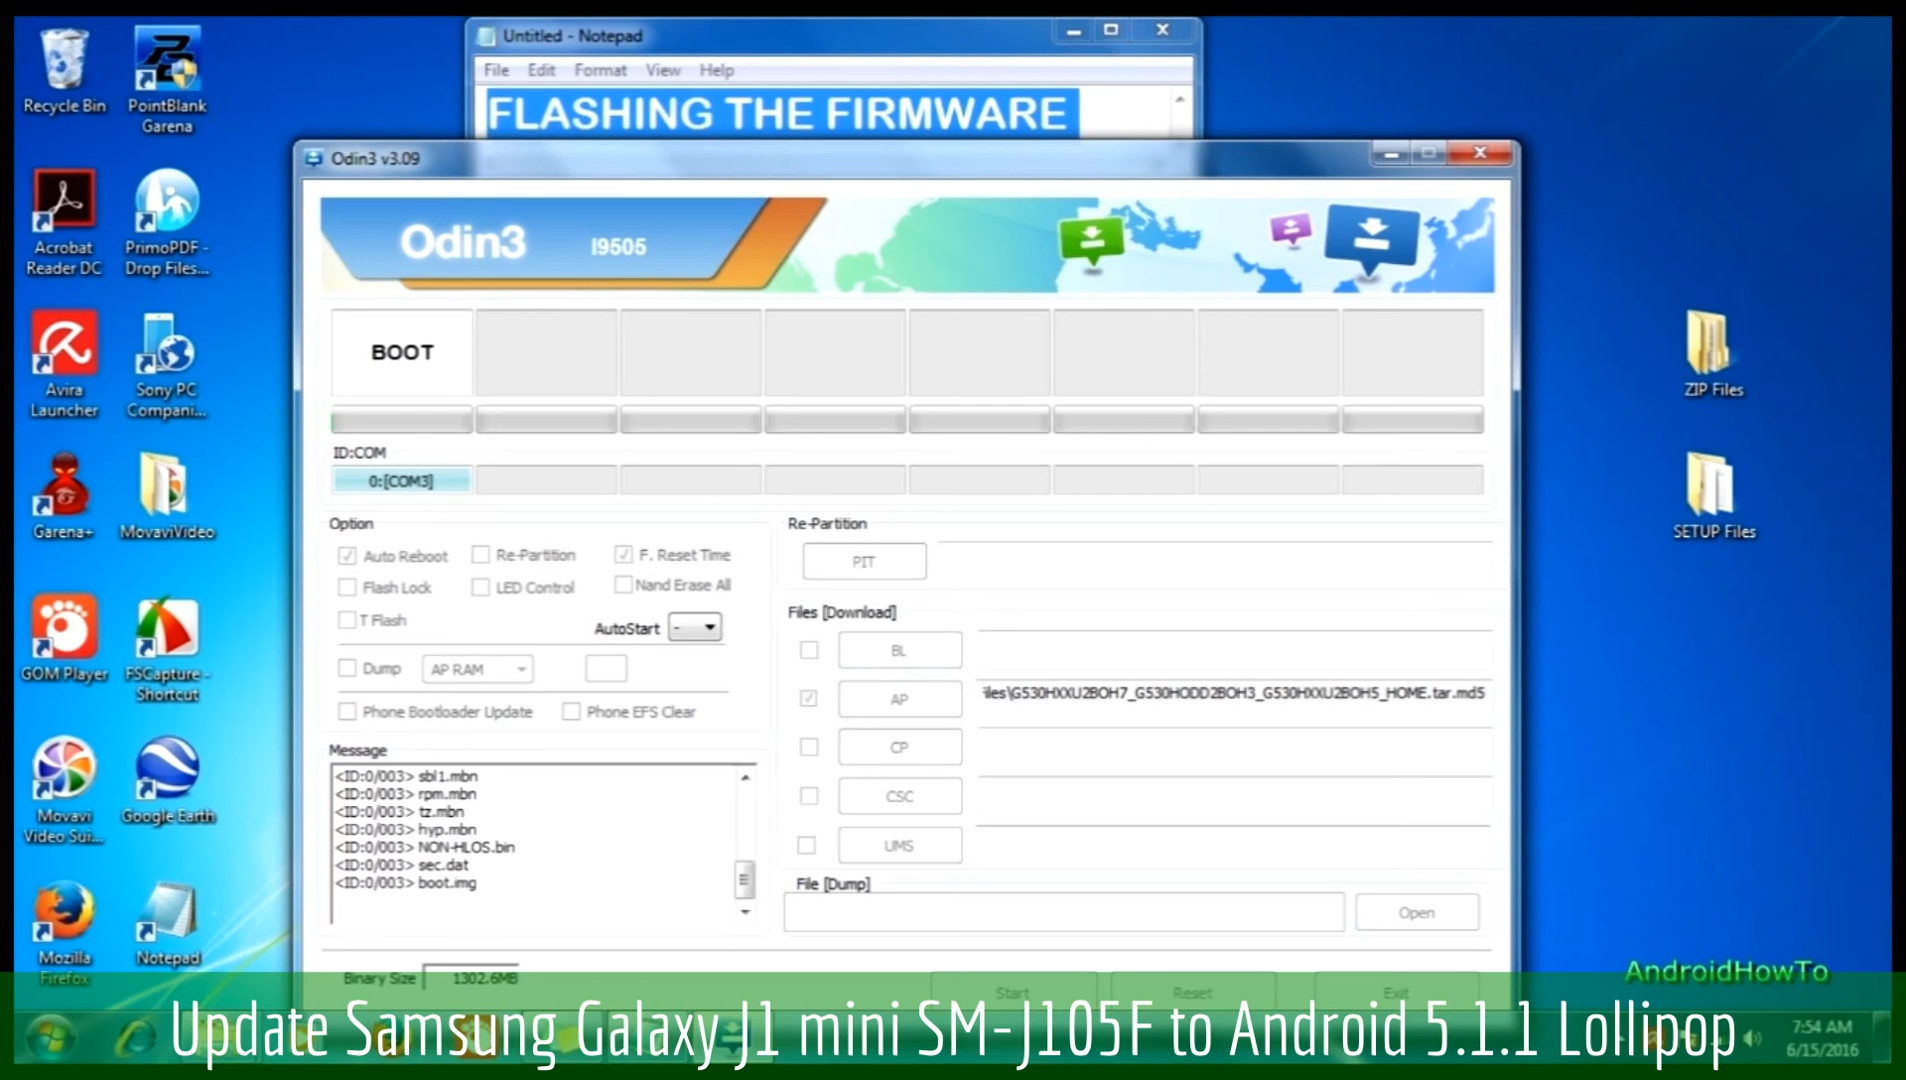 Recycle Bin
PointBlank Garena
Untitled - Notepad
File Edit Format View Help
FLASHING THE FIRMWARE
Odin3 v3.09
Odin3 I9505
Acrobat Reader DC
PrimoPDF - Drop Files...
Avira Launcher
Sony PC Compani...
Garena+
MovaviVideo
GOM Player
FSCapture - Shortcut
Movavi Video Sui...
Google Earth
Mozilla Firefox
Notepad
BOOT
ID:COM
0:[COM3]
Option
Auto Reboot Re-Partition F. Reset Time
Flash Lock LED Control Nand Erase All
T Flash
AutoStart -
Dump AP RAM
Phone Bootloader Update Phone EFS Clear
Message
<ID:0/003> sbl1.mbn
<ID:0/003> rpm.mbn
<ID:0/003> tz.mbn
<ID:0/003> hyp.mbn
<ID:0/003> NON-HLOS.bin
<ID:0/003> sec.dat
<ID:0/003> boot.img
Re-Partition
PIT
Files [Download]
BL
AP iles\G530HXXU2BOH7_G530HODD2BOH3_G530HXXU2BOH5_HOME.tar.md5
CP
CSC
UMS
File [Dump]
Open
Binary Size 1302.6MB
Start Reset Exit
ZIP Files
SETUP Files
AndroidHowTo
Update Samsung Galaxy J1 mini SM-J105F to Android 5.1.1 Lollipop
7:54 AM
6/15/2016